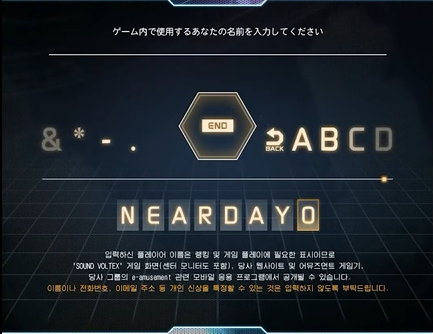 ゲーム内で使用するあなたの名前を入力してください
& * - . END BACK A B C D
NEARDAYO
입력하신 플레이어 이름은 랭킹 및 게임 플레이에 필요한 표시이므로
"SOUND VOLTEX" 게임 화면(센터 모니터도 포함), 당사 웹사이트 및 어뮤즈먼트 게임기,
당사 그룹의 e-amusement 관련 모바일 응용 프로그램에서 공개될 수 있습니다.
이름이나 전화번호, 이메일 주소 등 개인 신상을 특정할 수 있는 것은 입력하지 않도록 부탁드립니다.